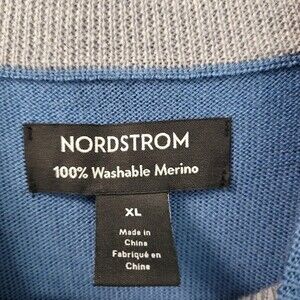 NORDSTROM
100% Washable Merino
XL
Made in
China
Fabriqué en
Chine